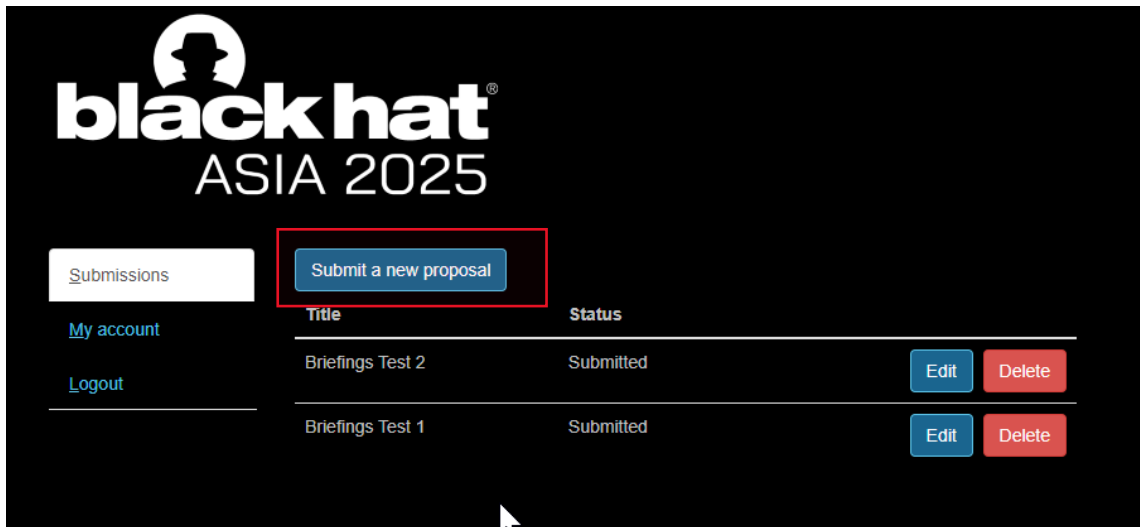 black hat®
ASIA 2025
Submissions
My account
Logout
Submit a new proposal
Title Status
Briefings Test 2 Submitted Edit Delete
Briefings Test 1 Submitted Edit Delete